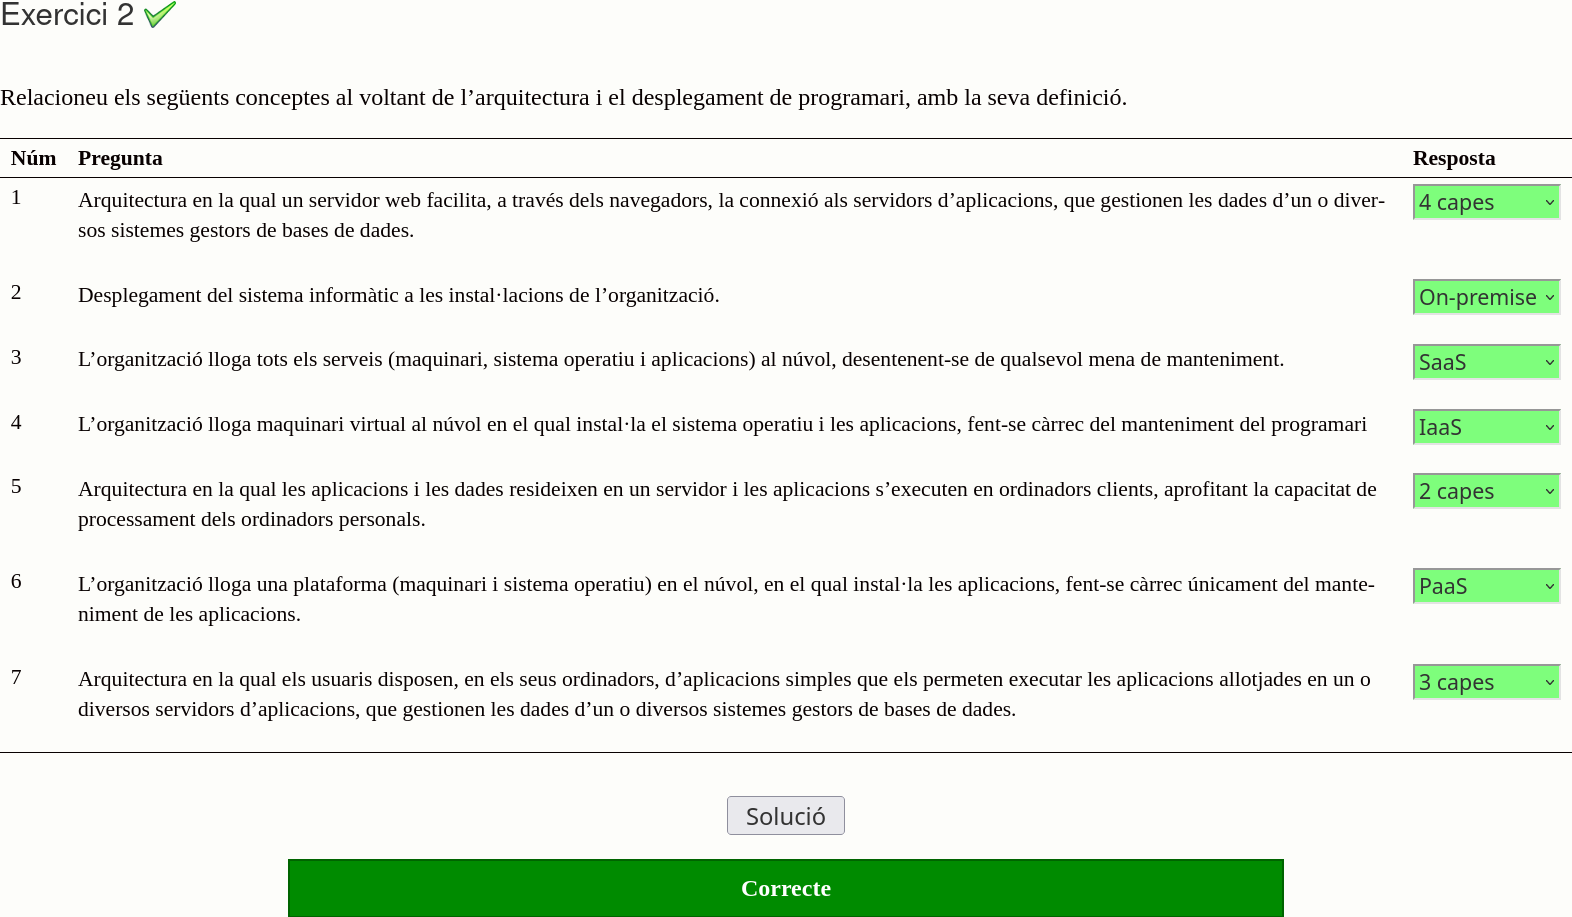 Exercici 2
Relacioneu els següents conceptes al voltant de l’arquitectura i el desplegament de programari, amb la seva definició.
Núm Pregunta Resposta
1 Arquitectura en la qual un servidor web facilita, a través dels navegadors, la connexió als servidors d’aplicacions, que gestionen les dades d’un o diver- 4 capes
sos sistemes gestors de bases de dades.
2 Desplegament del sistema informàtic a les instal·lacions de l’organització. On-premise
3 L’organització lloga tots els serveis (maquinari, sistema operatiu i aplicacions) al núvol, desentenent-se de qualsevol mena de manteniment. SaaS
4 L’organització lloga maquinari virtual al núvol en el qual instal·la el sistema operatiu i les aplicacions, fent-se càrrec del manteniment del programari IaaS
5 Arquitectura en la qual les aplicacions i les dades resideixen en un servidor i les aplicacions s’executen en ordinadors clients, aprofitant la capacitat de 2 capes
processament dels ordinadors personals.
6 L’organització lloga una plataforma (maquinari i sistema operatiu) en el núvol, en el qual instal·la les aplicacions, fent-se càrrec únicament del mante- PaaS
niment de les aplicacions.
7 Arquitectura en la qual els usuaris disposen, en els seus ordinadors, d’aplicacions simples que els permeten executar les aplicacions allotjades en un o 3 capes
diversos servidors d’aplicacions, que gestionen les dades d’un o diversos sistemes gestors de bases de dades.
Solució
Correcte